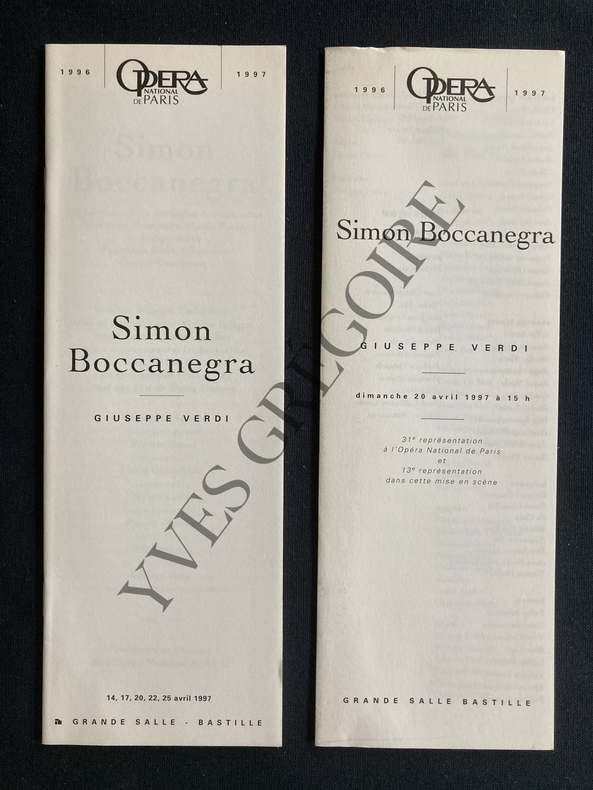 1996
OPERA
NATIONAL
DE PARIS
1997
Simon
Boccanegra
GIUSEPPE VERDI
14, 17, 20, 22, 25 avril 1997
GRANDE SALLE - BASTILLE
1996
OPERA
NATIONAL
DE PARIS
1997
Simon Boccanegra
GIUSEPPE VERDI
dimanche 20 avril 1997 à 15 h
31e représentation
à l'Opéra National de Paris
et
13e représentation
dans cette mise en scène
GRANDE SALLE BASTILLE
YVES GRÉGOIRE